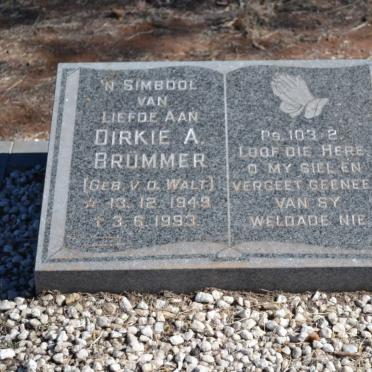 'N SIMBOOL
VAN
LIEFDE AAN
DIRKIE A.
BRUMMER
(GEB. V. D. WALT)
☆ 13. 12. 1949
† 3. 6. 1993.
PS. 103: 2.
LOOF DIE HERE
O MY SIEL EN
VERGEET GEENEEN
VAN SY
WELDADE NIE